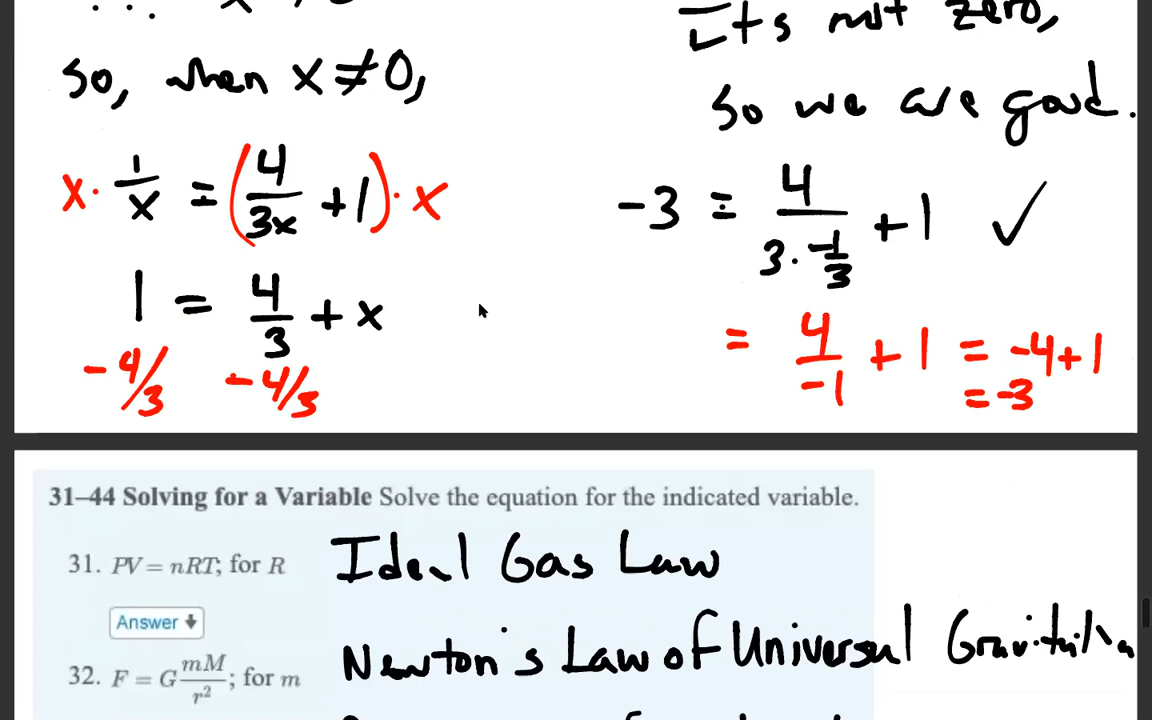 It's not zero,
so, when x≠0,
so we are good.
x · 1/x = (4/3x + 1) · x
-3 = 4/(3 · -1/3) + 1 ✓
1 = 4/3 + x
-4/3 -4/3
= 4/-1 + 1 = -4+1
= -3
31–44 Solving for a Variable Solve the equation for the indicated variable.
31. PV = nRT; for R Ideal Gas Law
Answer
32. F = G mM/r²; for m Newton's Law of Universal